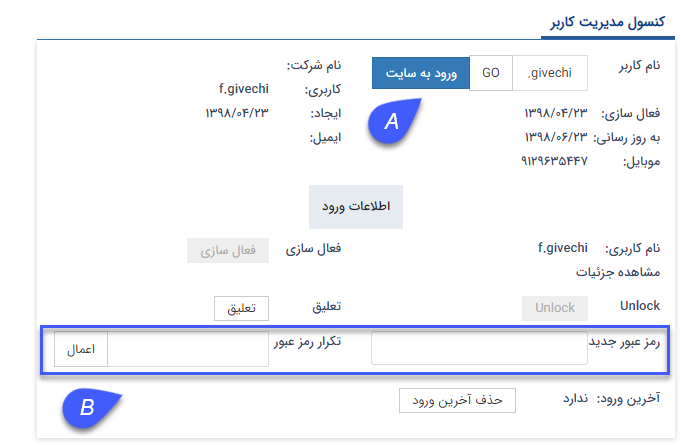 کنسول مدیریت کاربر
نام کاربر .givechi GO ورود به سایت نام شرکت:
کاربری: f.givechi
A
فعال سازی: ۱۳۹۸/۰۴/۲۳ ایجاد: ۱۳۹۸/۰۴/۲۳
به روز رسانی: ۱۳۹۸/۰۶/۲۳ ایمیل:
موبایل: ۹۱۲۹۶۳۵۴۴۷
اطلاعات ورود
نام کاربری: f.givechi فعال سازی فعال سازی
مشاهده جزئیات
Unlock Unlock تعلیق تعلیق
رمز عبور جدید تکرار رمز عبور اعمال
آخرین ورود: ندارد حذف آخرین ورود
B